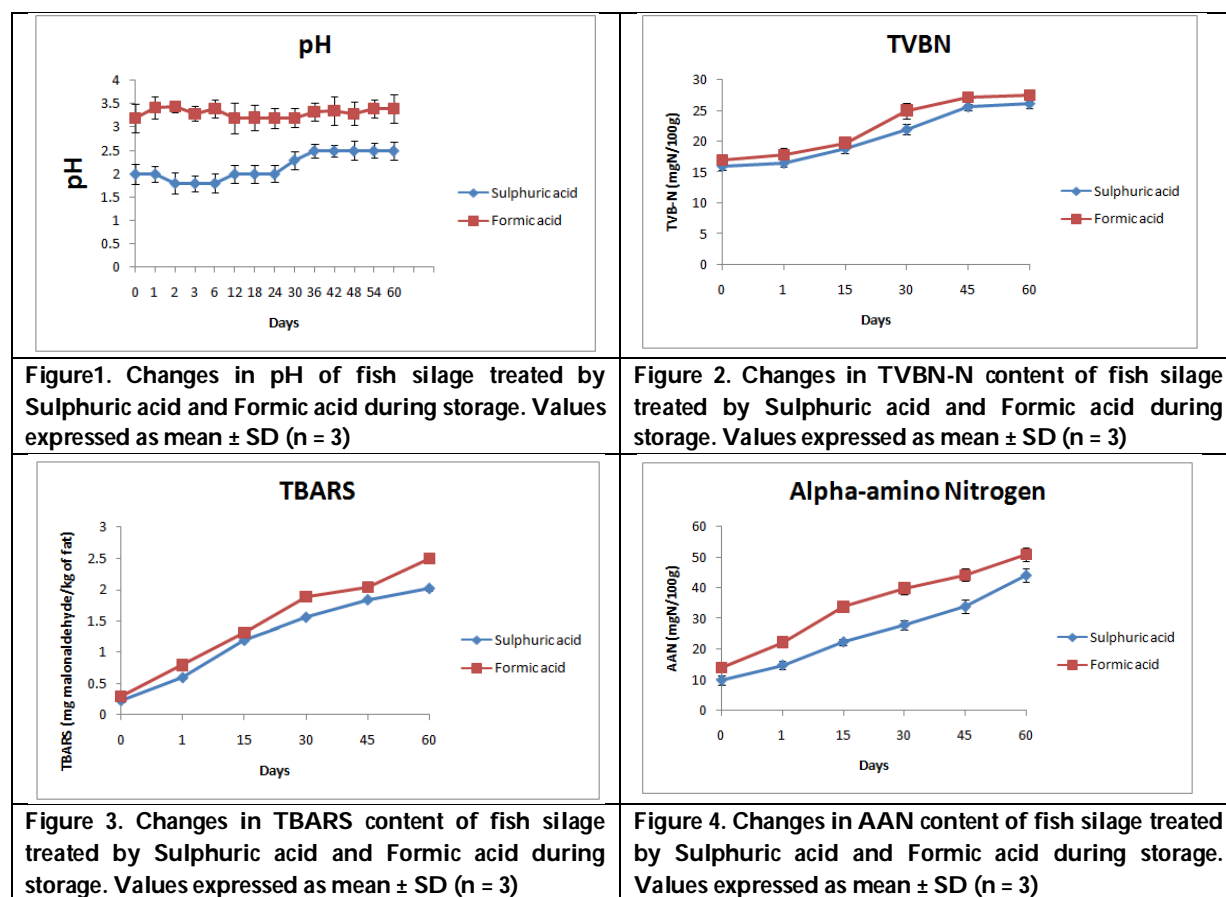 pH
4
3.5
3
2.5
2
1.5
1
0.5
0
pH
0 1 2 3 6 12 18 24 30 36 42 48 54 60
Days
Sulphuric acid
Formic acid
Figure1. Changes in pH of fish silage treated by
Sulphuric acid and Formic acid during storage. Values
expressed as mean ± SD (n = 3)
TVBN
30
25
20
15
10
5
0
TVB-N (mgN/100g)
0 1 15 30 45 60
Days
Sulphuric acid
Formic acid
Figure 2. Changes in TVBN-N content of fish silage
treated by Sulphuric acid and Formic acid during
storage. Values expressed as mean ± SD (n = 3)
TBARS
3
2.5
2
1.5
1
0.5
0
TBARS (mg malonaldehyde/kg of fat)
0 1 15 30 45 60
Days
Sulphuric acid
Formic acid
Figure 3. Changes in TBARS content of fish silage
treated by Sulphuric acid and Formic acid during
storage. Values expressed as mean ± SD (n = 3)
Alpha-amino Nitrogen
60
50
40
30
20
10
0
AAN (mgN/100g)
0 1 15 30 45 60
Days
Sulphuric acid
Formic acid
Figure 4. Changes in AAN content of fish silage treated
by Sulphuric acid and Formic acid during storage.
Values expressed as mean ± SD (n = 3)